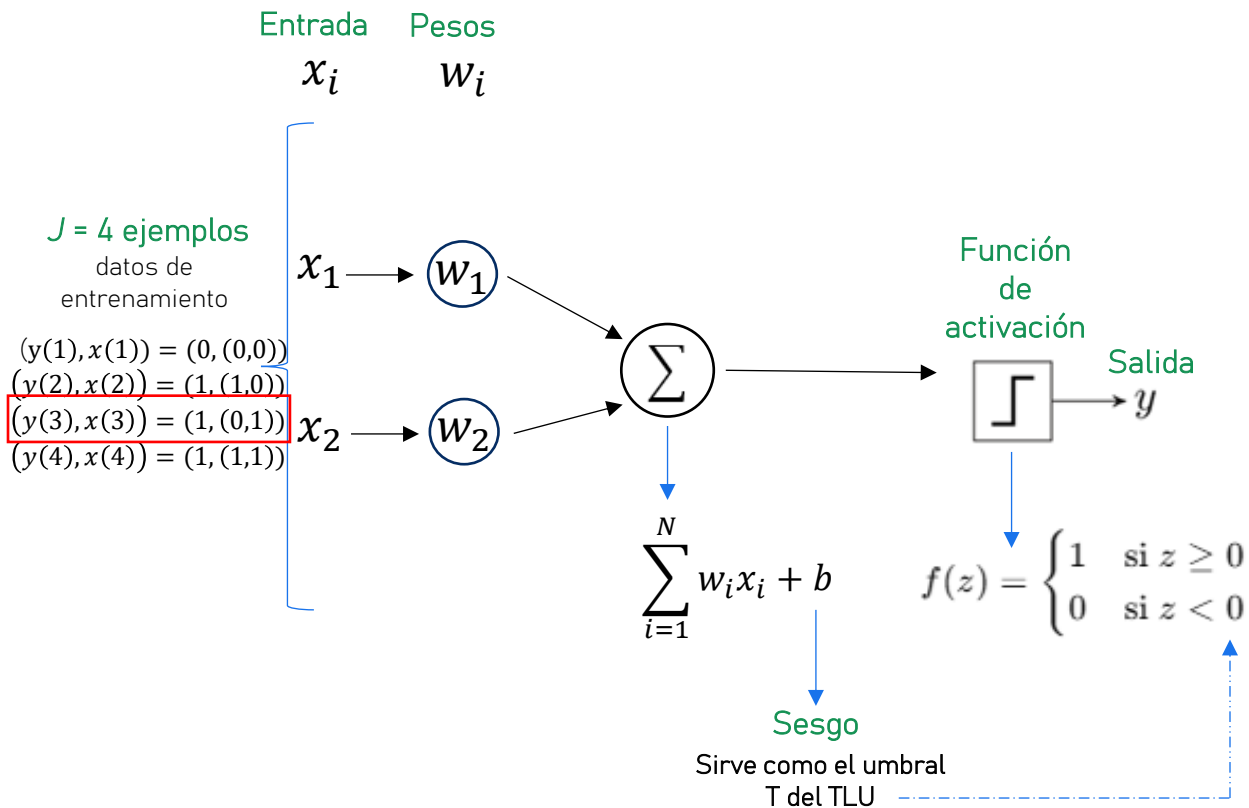 Entrada Pesos
x_i w_i
J = 4 ejemplos
datos de
entrenamiento
(y(1), x(1)) = (0, (0,0))
(y(2), x(2)) = (1, (1,0))
(y(3), x(3)) = (1, (0,1))
(y(4), x(4)) = (1, (1,1))
x_1 w_1
x_2 w_2
∑
Función
de
activación
Salida
y
N
∑ w_i x_i + b
i=1
f(z) = { 1 si z ≥ 0
0 si z < 0
Sesgo
Sirve como el umbral
T del TLU